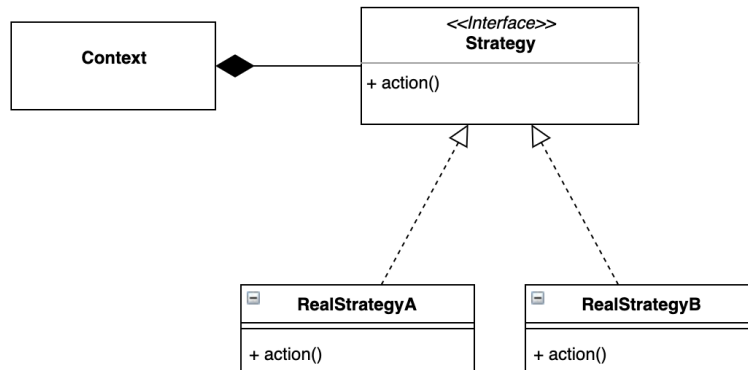 Context
<<Interface>>
Strategy
+ action()
RealStrategyA
+ action()
RealStrategyB
+ action()